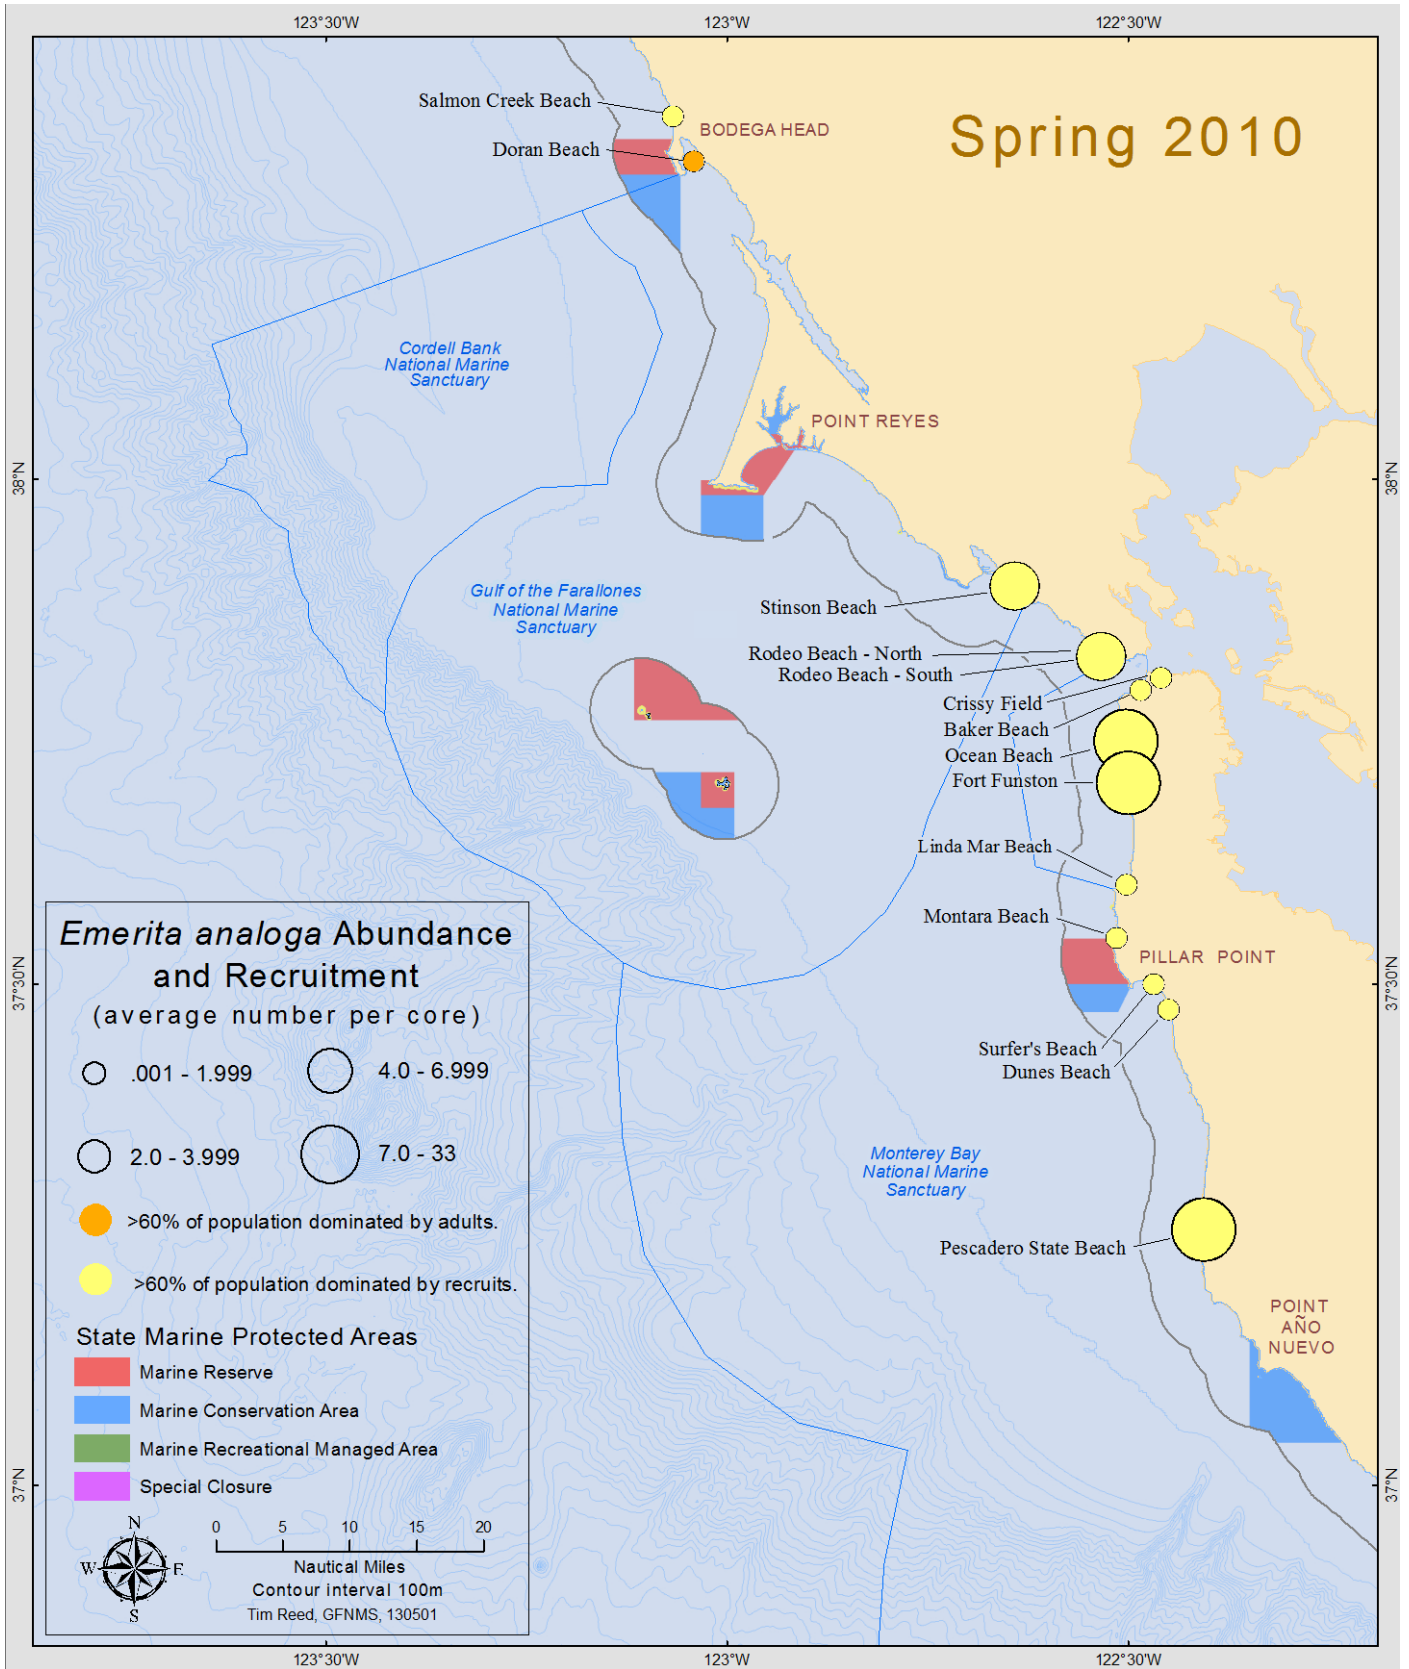 123°30'W
123°W
122°30'W
Salmon Creek Beach
BODEGA HEAD
Doran Beach
Spring 2010
Cordell Bank
National Marine
Sanctuary
POINT REYES
38°N
38°N
Gulf of the Farallones
National Marine
Sanctuary
Stinson Beach
Rodeo Beach - North
Rodeo Beach - South
Crissy Field
Baker Beach
Ocean Beach
Fort Funston
Linda Mar Beach
Montara Beach
PILLAR POINT
37°30'N
37°30'N
Surfer's Beach
Dunes Beach
Monterey Bay
National Marine
Sanctuary
Pescadero State Beach
POINT
AÑO
NUEVO
37°N
37°N
Emerita analoga Abundance
and Recruitment
(average number per core)
.001 - 1.999
4.0 - 6.999
2.0 - 3.999
7.0 - 33
>60% of population dominated by adults.
>60% of population dominated by recruits.
State Marine Protected Areas
Marine Reserve
Marine Conservation Area
Marine Recreational Managed Area
Special Closure
N
W E
S
0 5 10 15 20
Nautical Miles
Contour interval 100m
Tim Reed, GFNMS, 130501
123°30'W
123°W
122°30'W